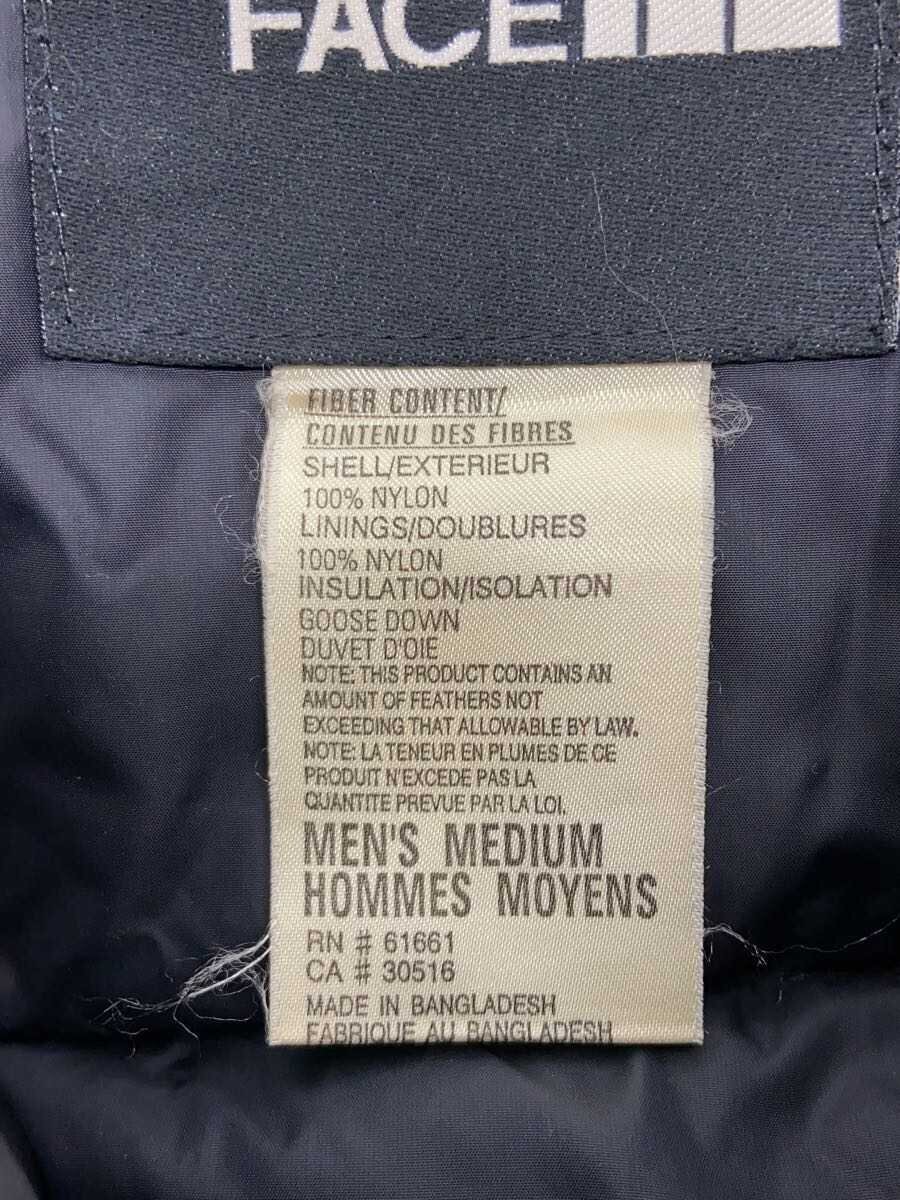 FACE
FIBER CONTENT/
CONTENU DES FIBRES
SHELL/EXTERIEUR
100% NYLON
LININGS/DOUBLURES
100% NYLON
INSULATION/ISOLATION
GOOSE DOWN
DUVET D'OIE
NOTE: THIS PRODUCT CONTAINS AN
AMOUNT OF FEATHERS NOT
EXCEEDING THAT ALLOWABLE BY LAW.
NOTE: LA TENEUR EN PLUMES DE CE
PRODUIT N'EXCEDE PAS LA
QUANTITE PREVUE PAR LA LOI.
MEN'S MEDIUM
HOMMES MOYENS
RN # 61661
CA # 30516
MADE IN BANGLADESH
FABRIQUE AU BANGLADESH